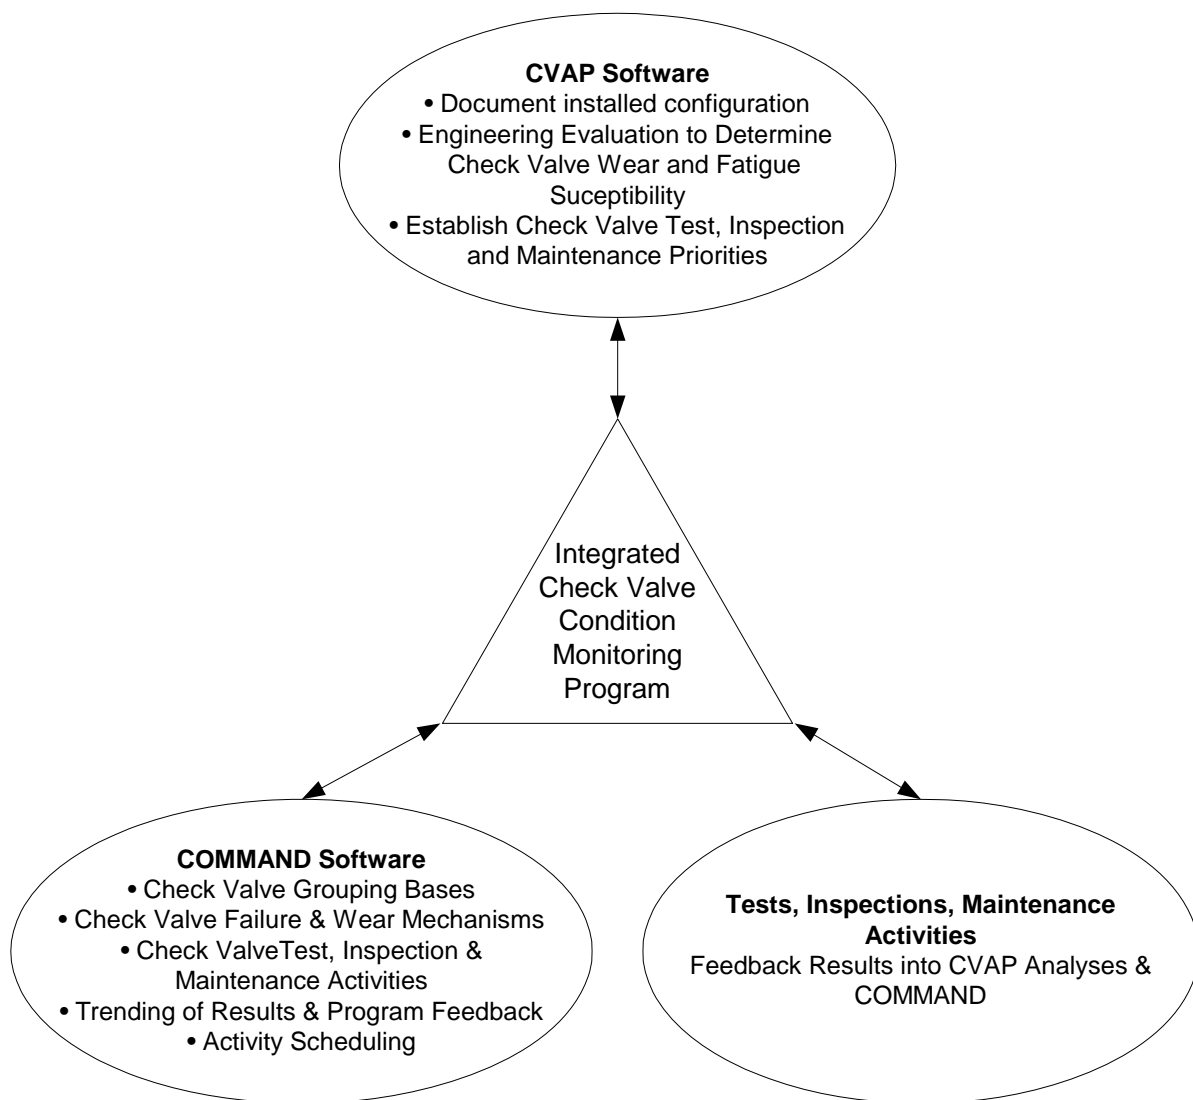 CVAP Software
• Document installed configuration
• Engineering Evaluation to Determine
Check Valve Wear and Fatigue
Suceptibility
• Establish Check Valve Test, Inspection
and Maintenance Priorities
Integrated
Check Valve
Condition
Monitoring
Program
COMMAND Software
• Check Valve Grouping Bases
• Check Valve Failure & Wear Mechanisms
• Check ValveTest, Inspection &
Maintenance Activities
• Trending of Results & Program Feedback
• Activity Scheduling
Tests, Inspections, Maintenance
Activities
Feedback Results into CVAP Analyses &
COMMAND